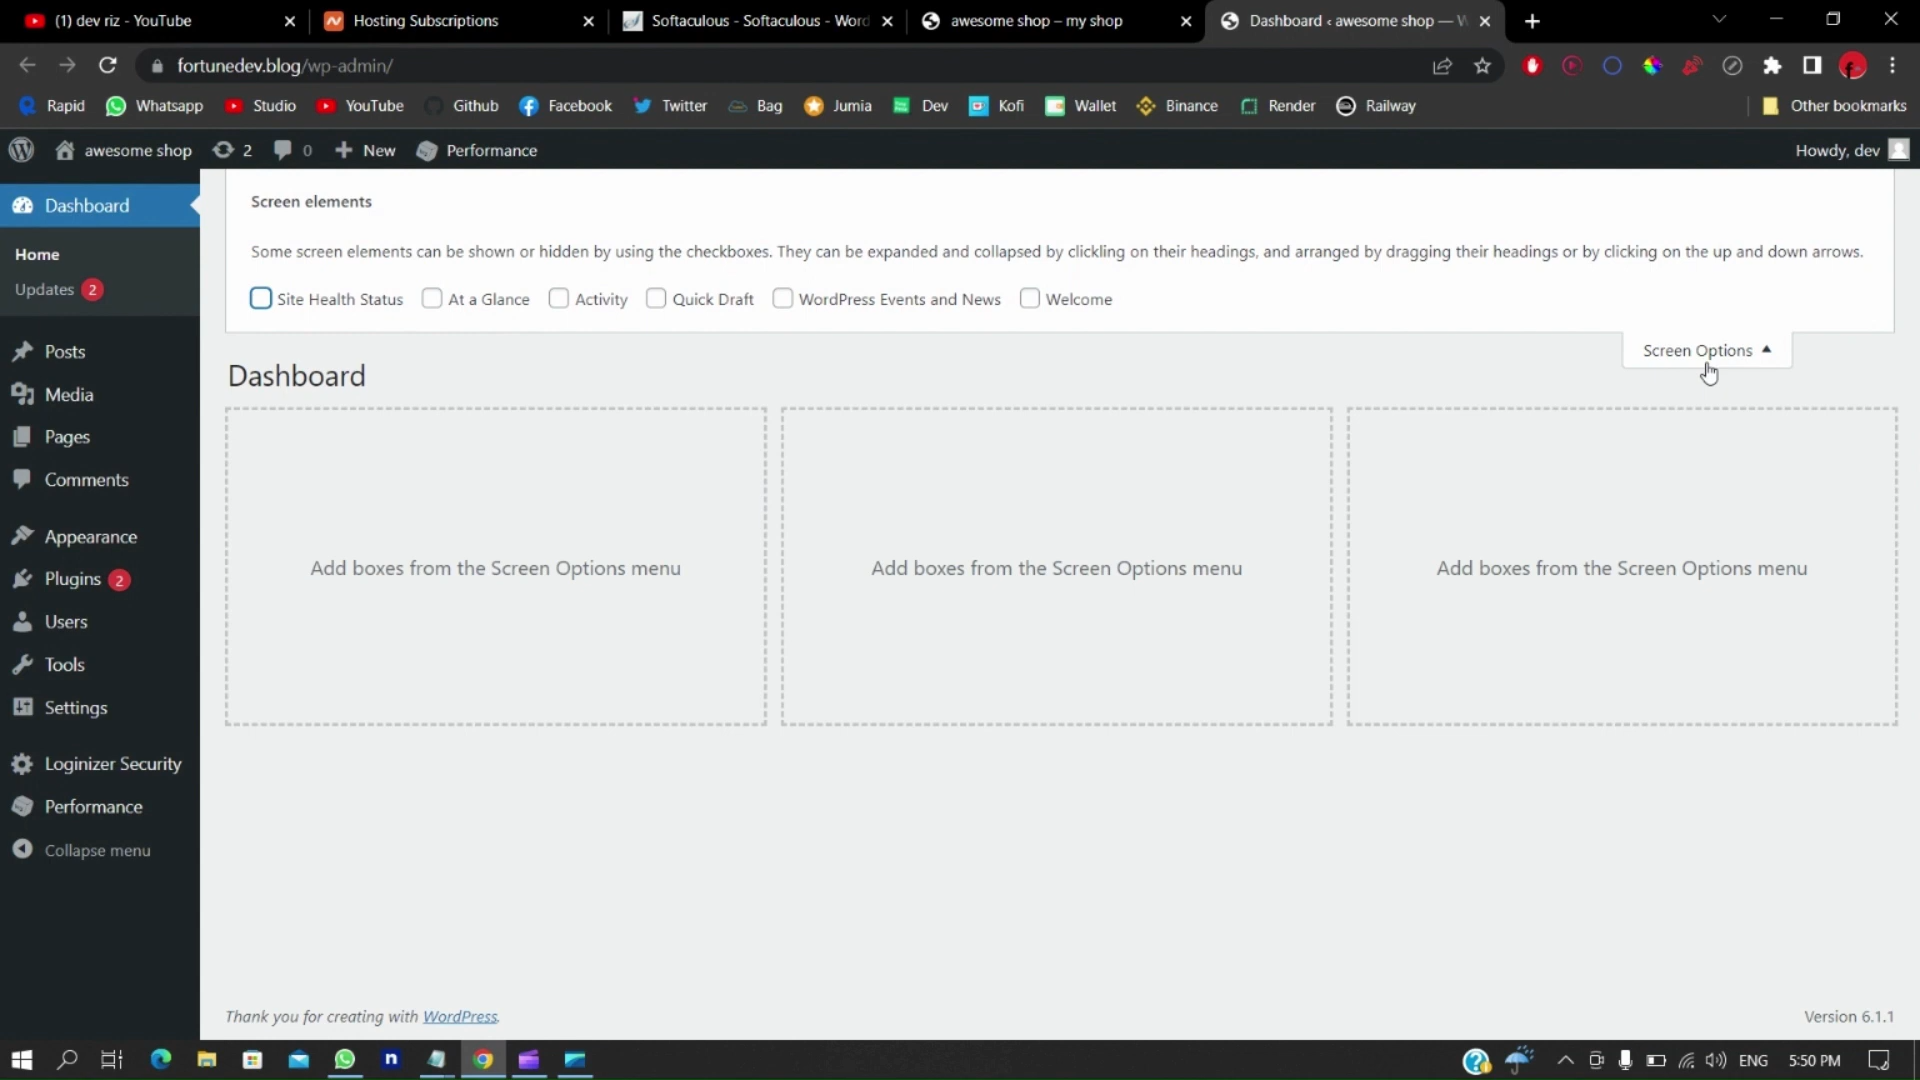 (1) dev riz - YouTube
Hosting Subscriptions
Softaculous - Softaculous - Word
awesome shop – my shop
Dashboard ‹ awesome shop — W
fortunedev.blog/wp-admin/
Rapid Whatsapp Studio YouTube Github Facebook Twitter Bag Jumia Dev Kofi Wallet Binance Render Railway Other bookmarks
awesome shop 2 0 New Performance Howdy, dev
Dashboard
Home
Updates 2
Posts
Media
Pages
Comments
Appearance
Plugins 2
Users
Tools
Settings
Loginizer Security
Performance
Collapse menu
Screen elements
Some screen elements can be shown or hidden by using the checkboxes. They can be expanded and collapsed by clickling on their headings, and arranged by dragging their headings or by clicking on the up and down arrows.
Site Health Status At a Glance Activity Quick Draft WordPress Events and News Welcome
Screen Options
Dashboard
Add boxes from the Screen Options menu
Add boxes from the Screen Options menu
Add boxes from the Screen Options menu
Thank you for creating with WordPress.
Version 6.1.1
ENG 5:50 PM